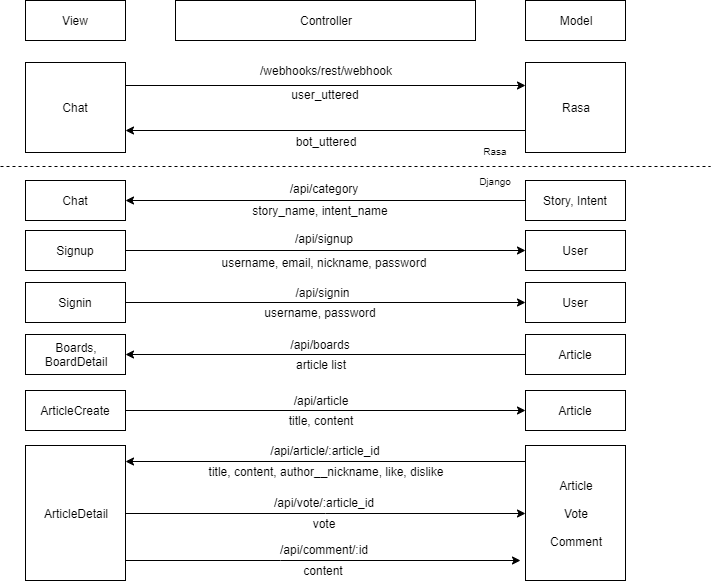 View
Controller
Model
/webhooks/rest/webhook
user_uttered
Chat
Rasa
bot_uttered
Rasa
Django
/api/category
Chat
Story, Intent
story_name, intent_name
/api/signup
Signup
User
username, email, nickname, password
/api/signin
Signin
User
username, password
/api/boards
Boards,
BoardDetail
Article
article list
/api/article
ArticleCreate
Article
title, content
/api/article/:article_id
title, content, author__nickname, like, dislike
ArticleDetail
/api/vote/:article_id
vote
/api/comment/:id
content
Article
Vote
Comment